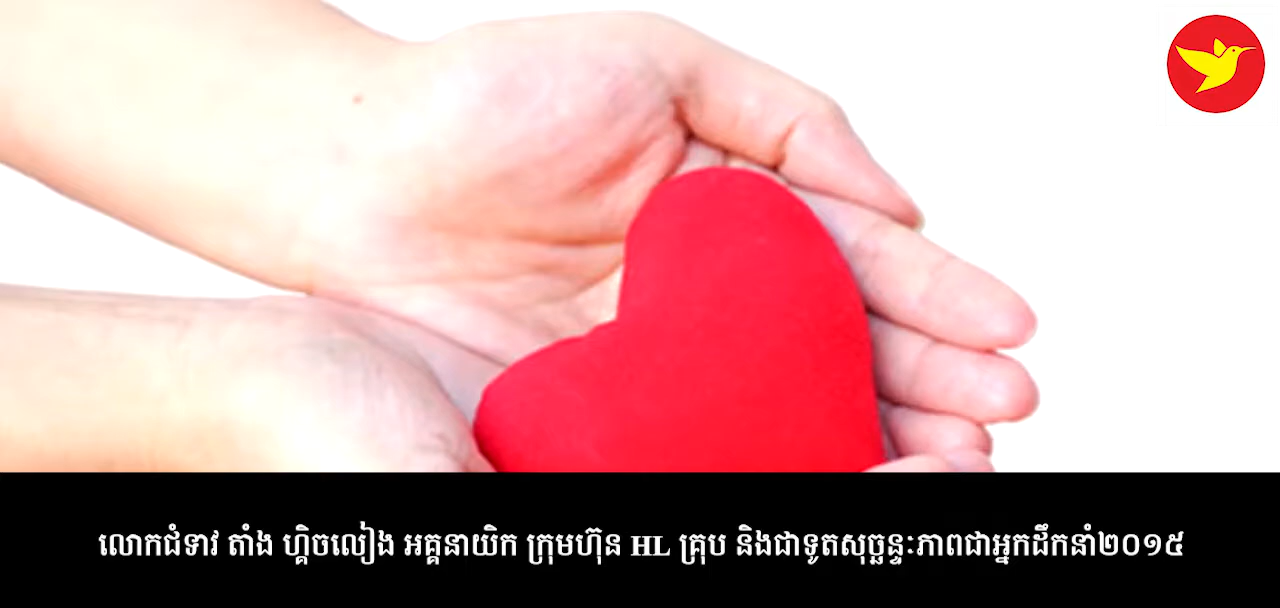 លោកជំទាវ តាំង ហ្គិចលៀង អគ្គនាយិក ក្រុមហ៊ុន HL គ្រុប និងជាទូតសុច្ឆន្ទៈភាពជាអ្នកដឹកនាំ២០១៥